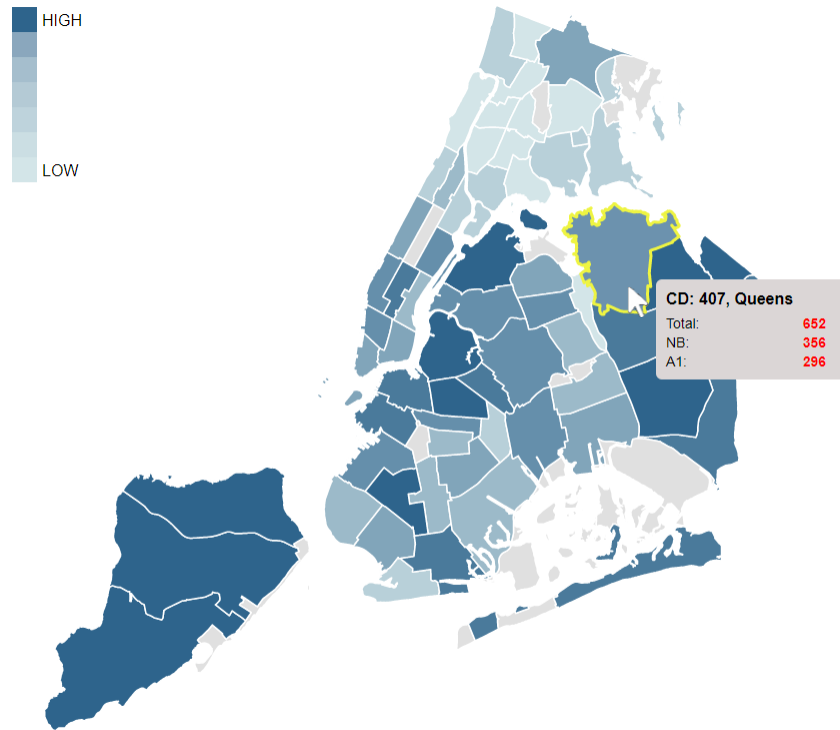 HIGH
LOW
CD: 407, Queens
Total: 652
NB: 356
A1: 296